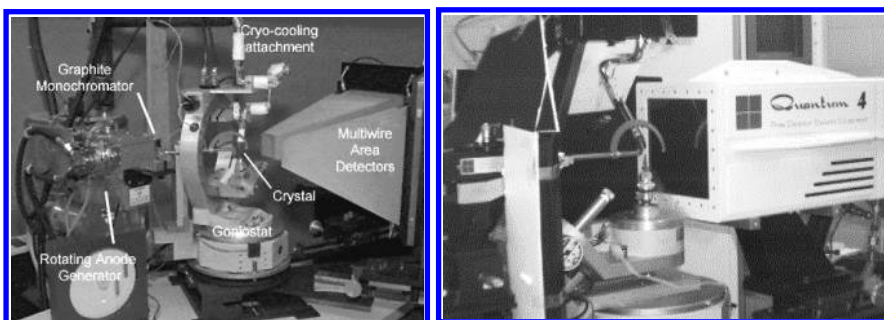 Cryo-cooling
attachment
Graphite
Monochromator
Multiwire
Area
Detectors
Crystal
Goniostat
Rotating Anode
Generator
Quantum 4